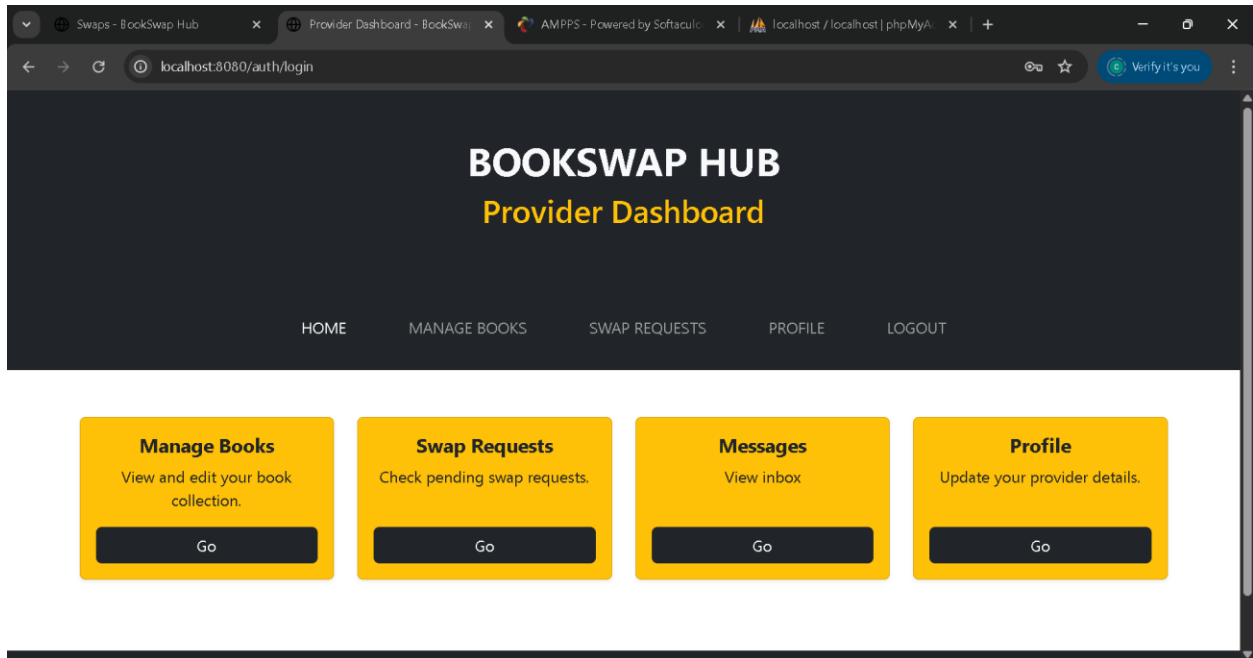 Swaps - BookSwap Hub
Provider Dashboard - BookSwap
AMPPS - Powered by Softaculo
localhost / localhost | phpMyA
localhost:8080/auth/login
Verify it's you
BOOKSWAP HUB
Provider Dashboard
HOME
MANAGE BOOKS
SWAP REQUESTS
PROFILE
LOGOUT
Manage Books
View and edit your book
collection.
Go
Swap Requests
Check pending swap requests.
Go
Messages
View inbox
Go
Profile
Update your provider details.
Go